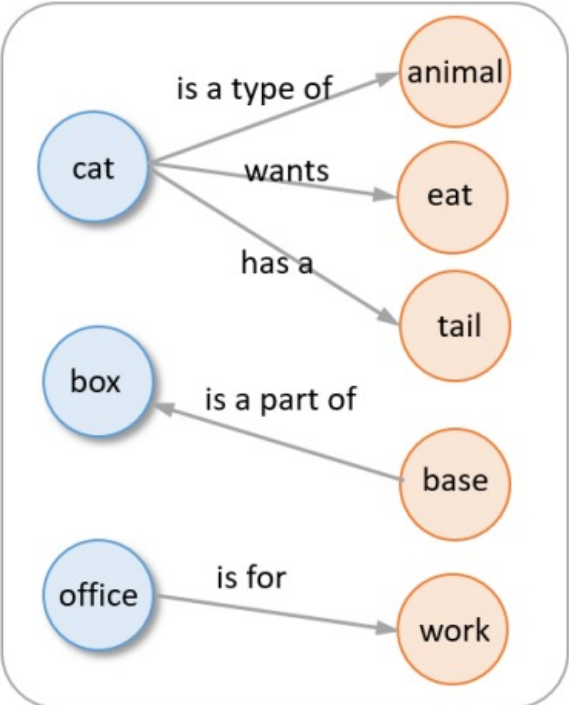 animal
is a type of
cat
wants
eat
has a
tail
box
is a part of
base
is for
office
work